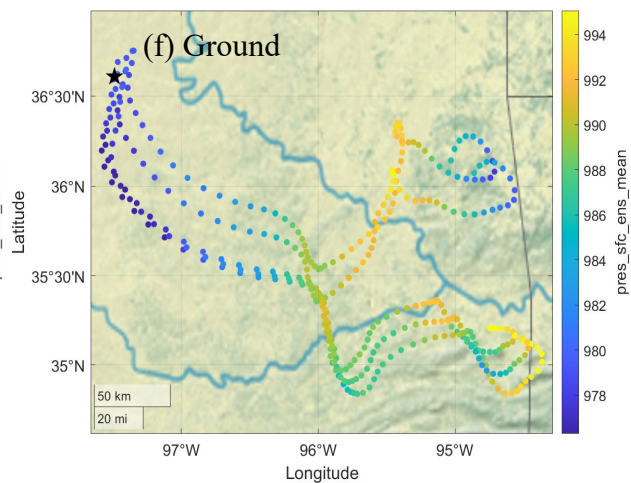 (f) Ground
36°30'N
36°N
35°30'N
35°N
Latitude
50 km
20 mi
97°W
96°W
95°W
Longitude
994
992
990
988
986
984
982
980
978
pres_sfc_ens_mean